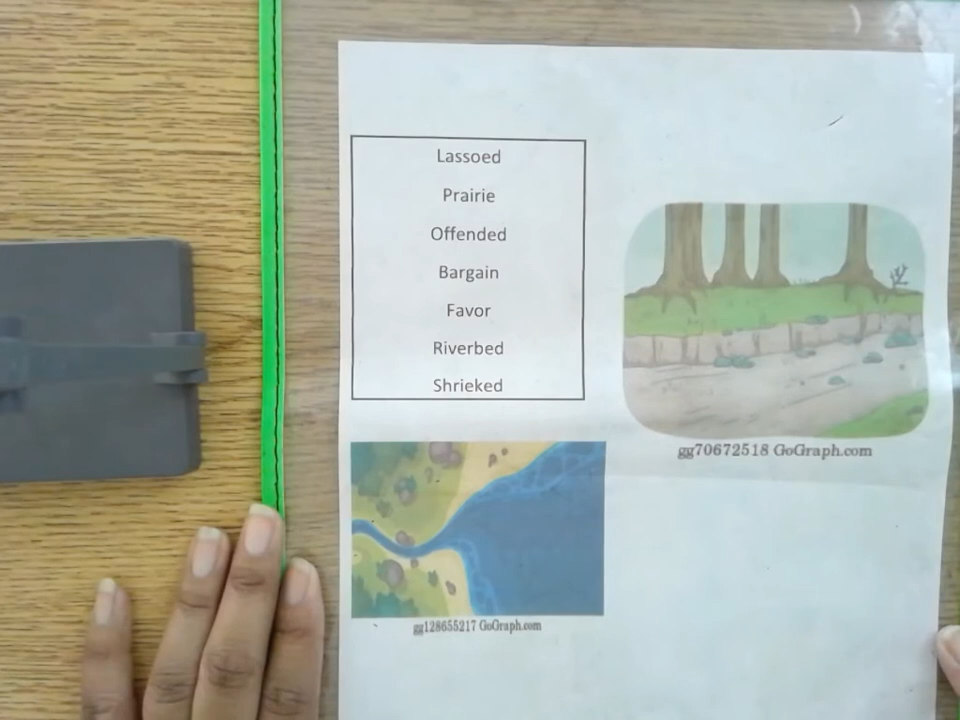 Lassoed
Prairie
Offended
Bargain
Favor
Riverbed
Shrieked
gg70672518 GoGraph.com
gg128655217 GoGraph.com